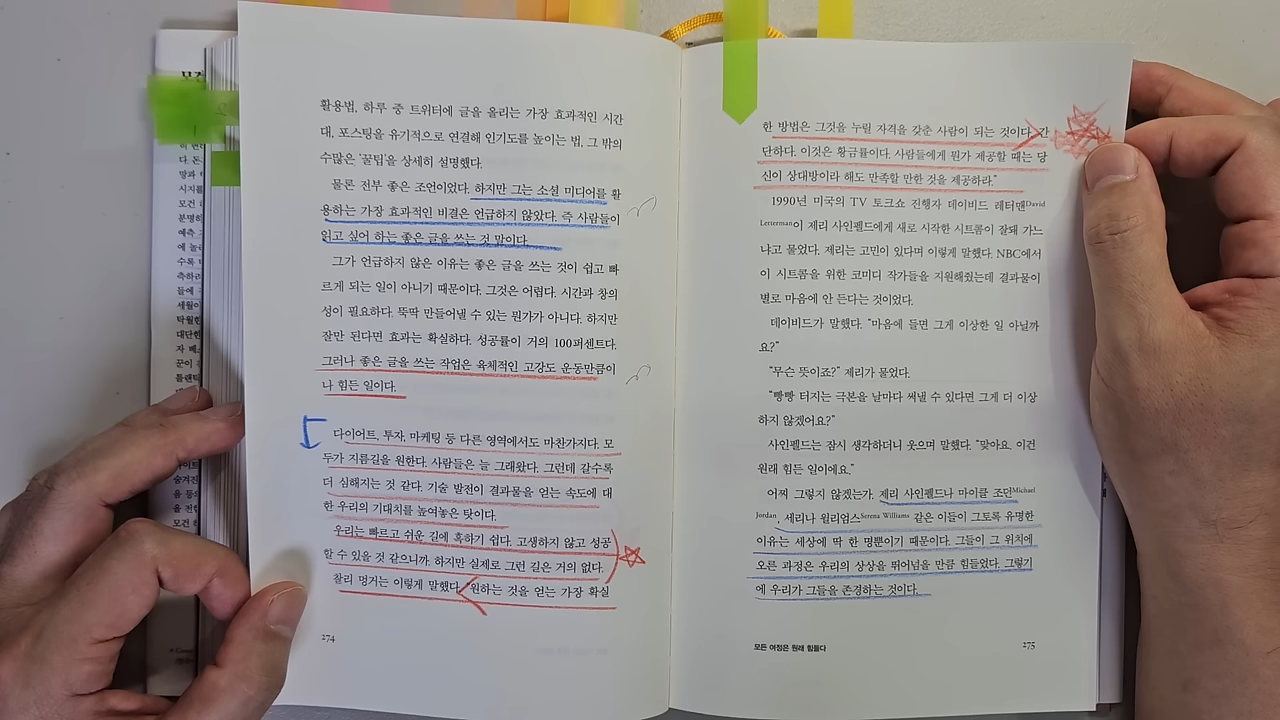 활용법, 하루 중 트위터에 글을 올리는 가장 효과적인 시간
대, 포스팅을 유기적으로 연결해 인기도를 높이는 법, 그 밖의
수많은 '꿀팁'을 상세히 설명했다.
물론 전부 좋은 조언이었다. 하지만 그는 소셜 미디어를 활
용하는 가장 효과적인 비결은 언급하지 않았다. 즉 사람들이
읽고 싶어 하는 좋은 글을 쓰는 것 말이다.
그가 언급하지 않은 이유는 좋은 글을 쓰는 것이 쉽고 빠
르게 되는 일이 아니기 때문이다. 그것은 어렵다. 시간과 창의
성이 필요하다. 뚝딱 만들어낼 수 있는 뭔가가 아니다. 하지만
잘만 된다면 효과는 확실하다. 성공률이 거의 100퍼센트다.
그러나 좋은 글을 쓰는 작업은 육체적인 고강도 운동만큼이
나 힘든 일이다.
다이어트, 투자, 마케팅 등 다른 영역에서도 마찬가지다. 모
두가 지름길을 원한다. 사람들은 늘 그래왔다. 그런데 갈수록
더 심해지는 것 같다. 기술 발전이 결과물을 얻는 속도에 대
한 우리의 기대치를 높여놓은 탓이다.
우리는 빠르고 쉬운 길에 혹하기 쉽다. 고생하지 않고 성공
할 수 있을 것 같으니까. 하지만 실제로 그런 길은 거의 없다.
찰리 멍거는 이렇게 말했다. "원하는 것을 얻는 가장 확실
274
한 방법은 그것을 누릴 자격을 갖춘 사람이 되는 것이다. 간
단하다. 이것은 황금률이다. 사람들에게 뭔가 제공할 때는 당
신이 상대방이라 해도 만족할 만한 것을 제공하라."
1990년 미국의 TV 토크쇼 진행자 데이비드 레터맨David
Letterman이 제리 사인펠드에게 새로 시작한 시트콤이 잘돼 가느
냐고 물었다. 제리는 고민이 있다며 이렇게 말했다. NBC에서
이 시트콤을 위한 코미디 작가들을 지원해줬는데 결과물이
별로 마음에 안 든다는 것이었다.
데이비드가 말했다. "마음에 들면 그게 이상한 일 아닐까
요?"
"무슨 뜻이죠?" 제리가 물었다.
"빵빵 터지는 극본을 날마다 써낼 수 있다면 그게 더 이상
하지 않겠어요?"
사인펠드는 잠시 생각하더니 웃으며 말했다. "맞아요. 이건
원래 힘든 일이에요."
어찌 그렇지 않겠는가. 제리 사인펠드나 마이클 조던Michael
Jordan, 세리나 윌리엄스Serena Williams 같은 이들이 그토록 유명한
이유는 세상에 딱 한 명뿐이기 때문이다. 그들이 그 위치에
오른 과정은 우리의 상상을 뛰어넘을 만큼 힘들었다. 그렇기
에 우리가 그들을 존경하는 것이다.
모든 여정은 원래 힘들다
275